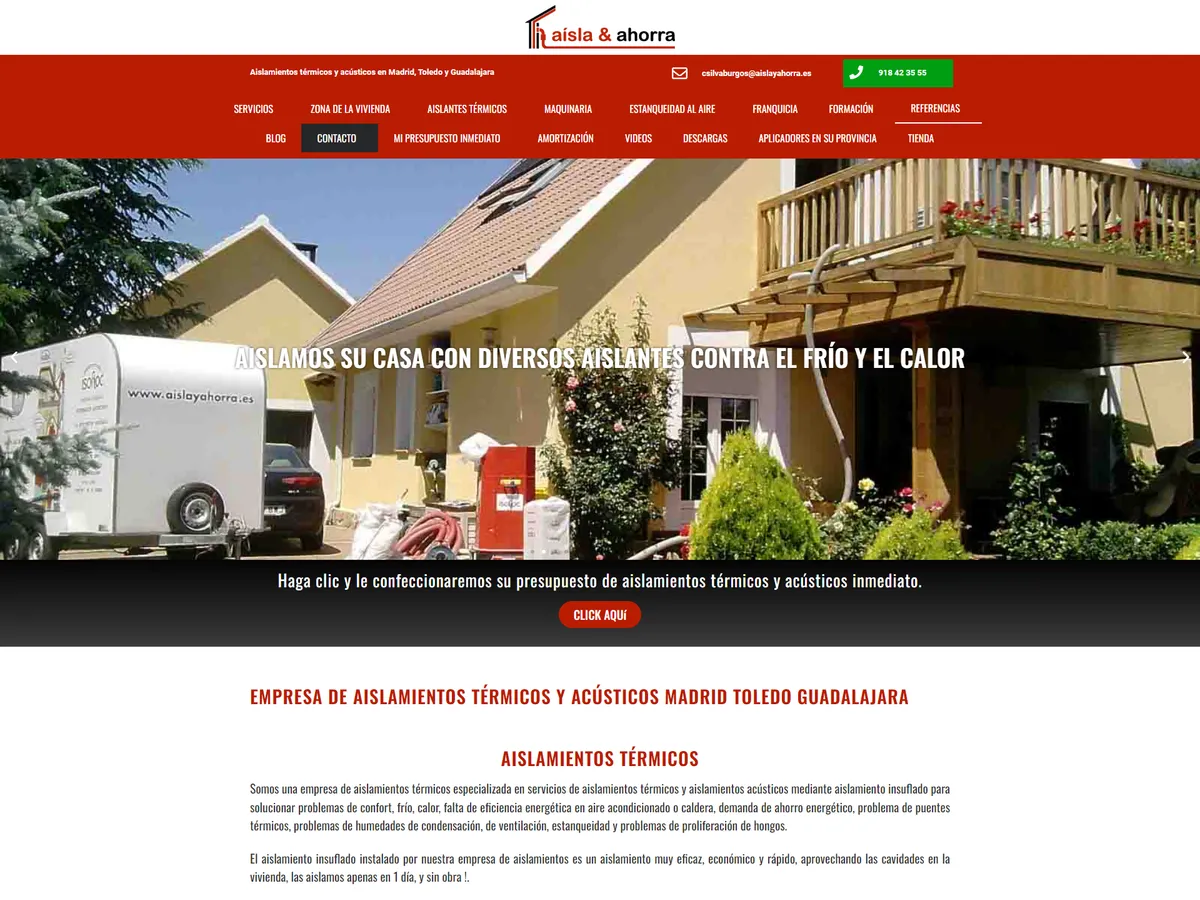 aísla & ahorra
Aislamientos térmicos y acústicos en Madrid, Toledo y Guadalajara
csilvaburgos@aislayahorra.es
918 42 35 55
SERVICIOS ZONA DE LA VIVIENDA AISLANTES TÉRMICOS MAQUINARIA ESTANQUEIDAD AL AIRE FRANQUICIA FORMACIÓN REFERENCIAS
BLOG CONTACTO MI PRESUPUESTO INMEDIATO AMORTIZACIÓN VIDEOS DESCARGAS APLICADORES EN SU PROVINCIA TIENDA
AISLAMOS SU CASA CON DIVERSOS AISLANTES CONTRA EL FRÍO Y EL CALOR
isofloc
www.aislayahorra.es
isofloc
Haga clic y le confeccionaremos su presupuesto de aislamientos térmicos y acústicos inmediato.
CLICK AQUí
EMPRESA DE AISLAMIENTOS TÉRMICOS Y ACÚSTICOS MADRID TOLEDO GUADALAJARA
AISLAMIENTOS TÉRMICOS
Somos una empresa de aislamientos térmicos especializada en servicios de aislamientos térmicos y aislamientos acústicos mediante aislamiento insuflado para
solucionar problemas de confort, frío, calor, falta de eficiencia energética en aire acondicionado o caldera, demanda de ahorro energético, problema de puentes
térmicos, problemas de humedades de condensación, de ventilación, estanqueidad y problemas de proliferación de hongos.
El aislamiento insuflado instalado por nuestra empresa de aislamientos es un aislamiento muy eficaz, económico y rápido, aprovechando las cavidades en la
vivienda, las aislamos apenas en 1 día, y sin obra !.